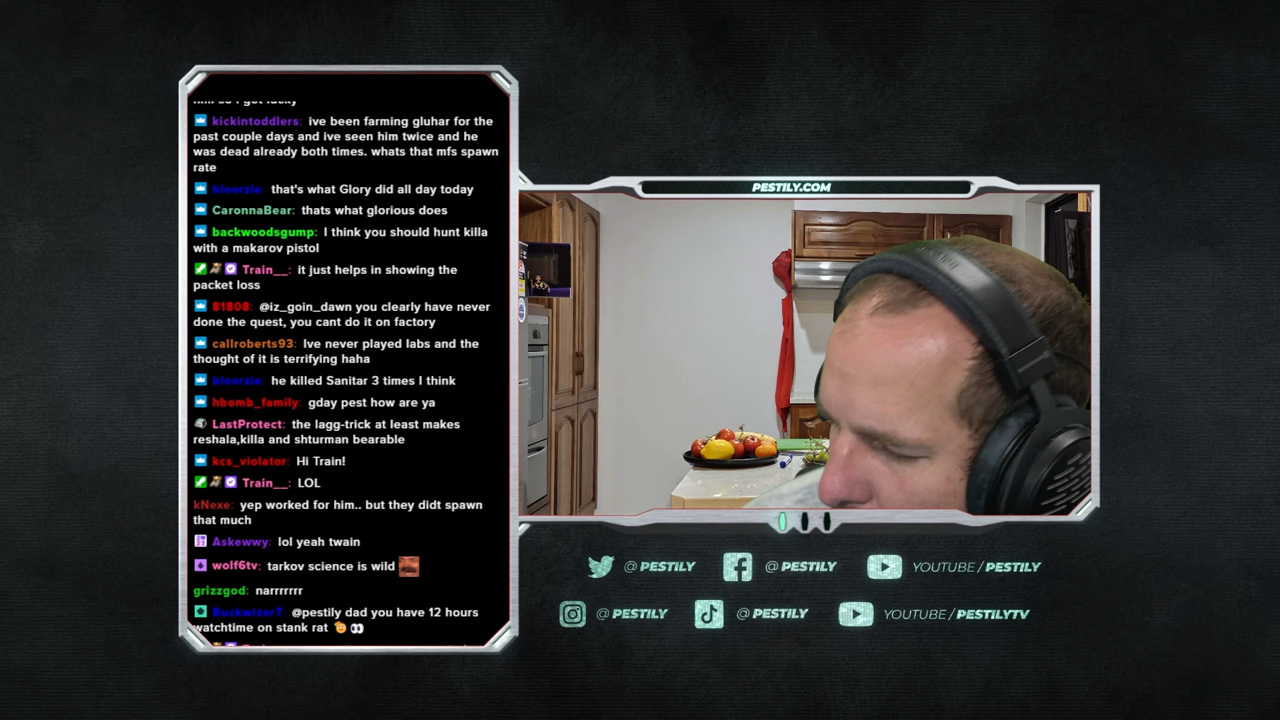 kickintoddlers: ive been farming gluhar for the
past couple days and ive seen him twice and he
was dead already both times. whats that mfs spawn
rate
bloorzie: that's what Glory did all day today
CaronnaBear: thats what glorious does
backwoodsgump: I think you should hunt killa
with a makarov pistol
Train__: it just helps in showing the
packet loss
81808: @iz_goin_dawn you clearly have never
done the quest, you cant do it on factory
callroberts93: Ive never played labs and the
thought of it is terrifying haha
bloorzie: he killed Sanitar 3 times I think
hbomb_family: gday pest how are ya
LastProtect: the lagg-trick at least makes
reshala,killa and shturman bearable
kcs_violator: Hi Train!
Train__: LOL
kNexe: yep worked for him.. but they didt spawn
that much
Askewwy: lol yeah twain
wolf6tv: tarkov science is wild
grizzgod: narrrrrrr
Buckwizer7 @pestily dad you have 12 hours
watchtime on stank rat
PESTILY.COM
@PESTILY @PESTILY YOUTUBE/PESTILY
@PESTILY @PESTILY YOUTUBE/PESTILYTV